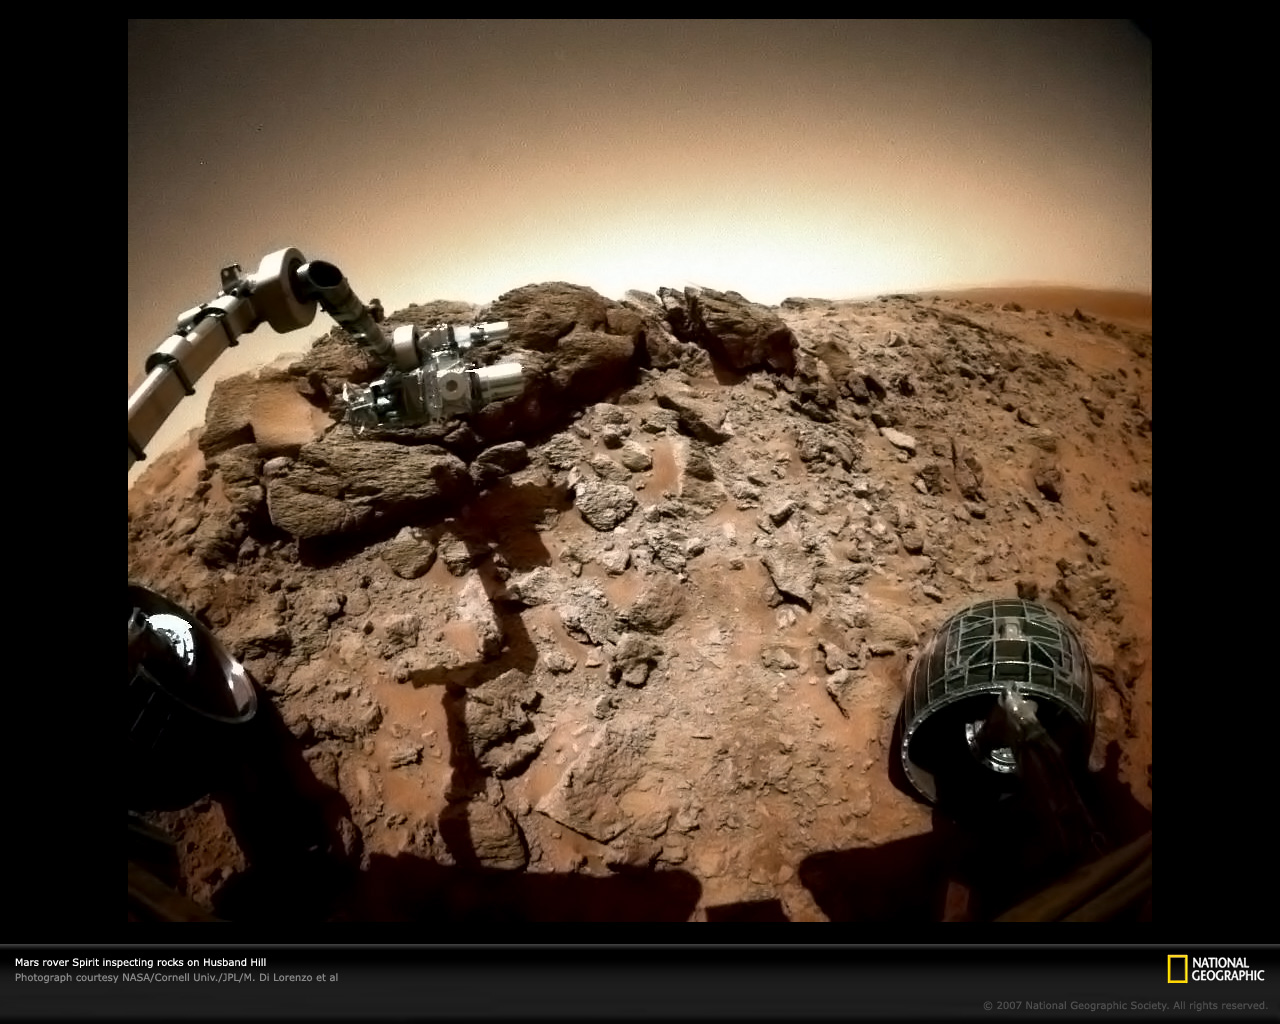 Mars rover Spirit inspecting rocks on Husband Hill
Photograph courtesy NASA/Cornell Univ./JPL/M. Di Lorenzo et al
NATIONAL
GEOGRAPHIC
© 2007 National Geographic Society. All rights reserved.